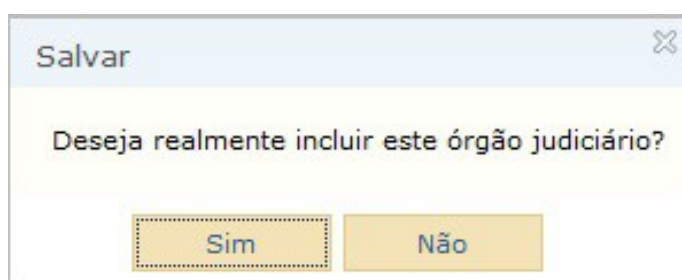 Salvar
Deseja realmente incluir este órgão judiciário?
Sim Não